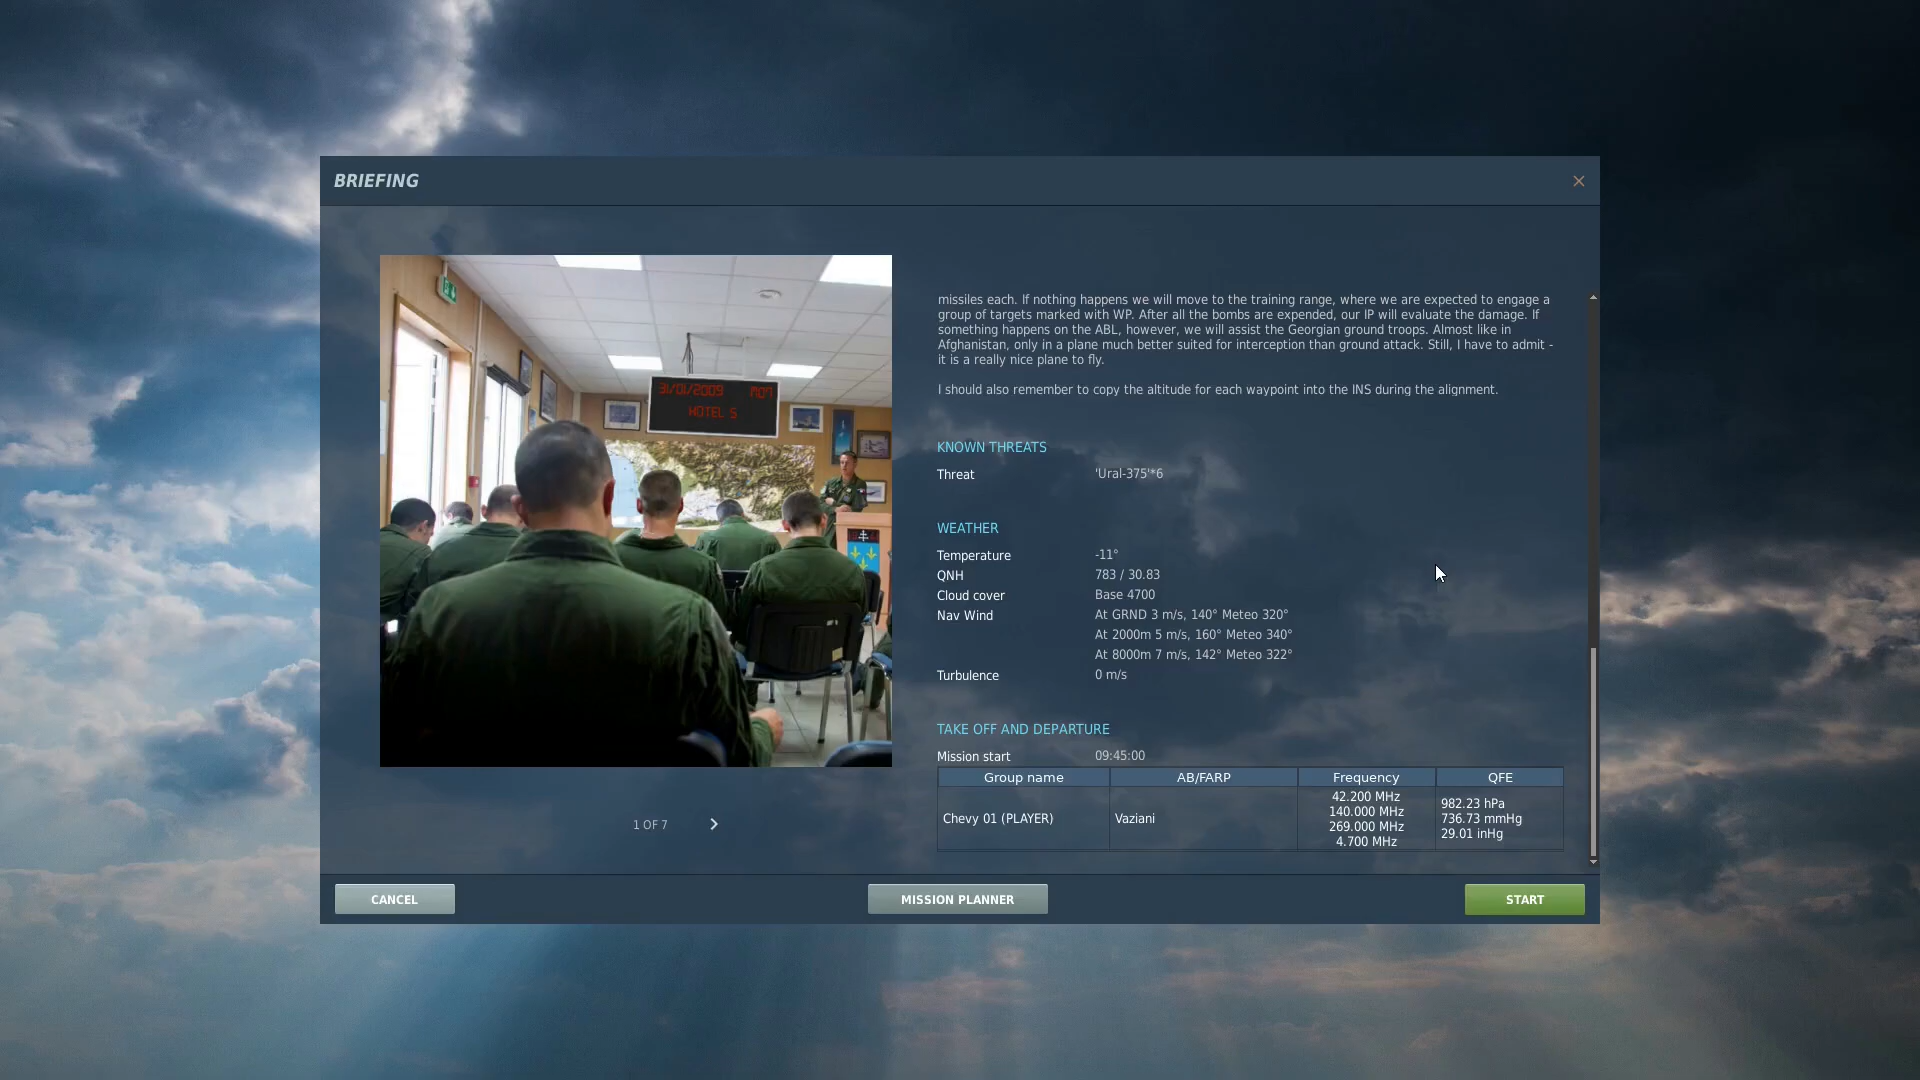 BRIEFING
31/01/2009 MON
HOTEL S
missiles each. If nothing happens we will move to the training range, where we are expected to engage a
group of targets marked with WP. After all the bombs are expended, our IP will evaluate the damage. If
something happens on the ABL, however, we will assist the Georgian ground troops. Almost like in
Afghanistan, only in a plane much better suited for interception than ground attack. Still, I have to admit -
it is a really nice plane to fly.
I should also remember to copy the altitude for each waypoint into the INS during the alignment.
KNOWN THREATS
Threat 'Ural-375'*6
WEATHER
Temperature -11°
QNH 783 / 30.83
Cloud cover Base 4700
Nav Wind At GRND 3 m/s, 140° Meteo 320°
At 2000m 5 m/s, 160° Meteo 340°
At 8000m 7 m/s, 142° Meteo 322°
Turbulence 0 m/s
TAKE OFF AND DEPARTURE
Mission start 09:45:00
Group name AB/FARP Frequency QFE
Chevy 01 (PLAYER) Vaziani
42.200 MHz
140.000 MHz
269.000 MHz
4.700 MHz
982.23 hPa
736.73 mmHg
29.01 inHg
1 OF 7
CANCEL
MISSION PLANNER
START